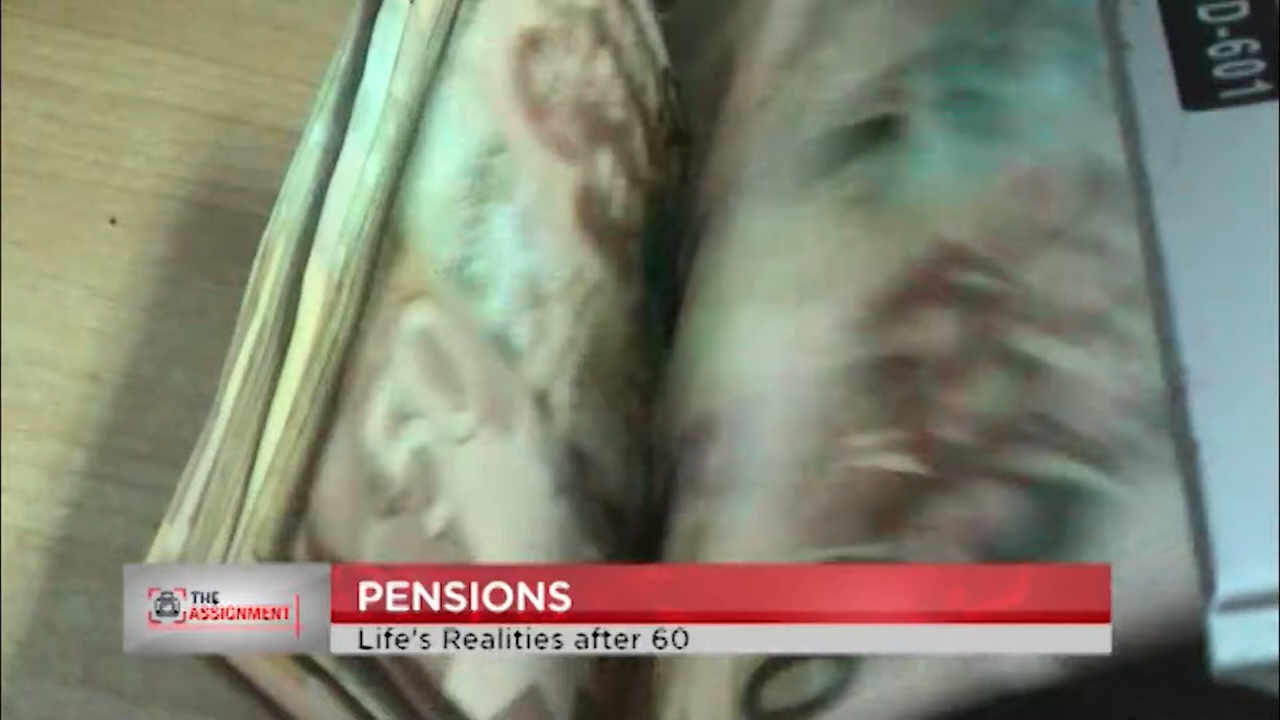 D-601
THE
ASSIGNMENT
PENSIONS
Life's Realities after 60